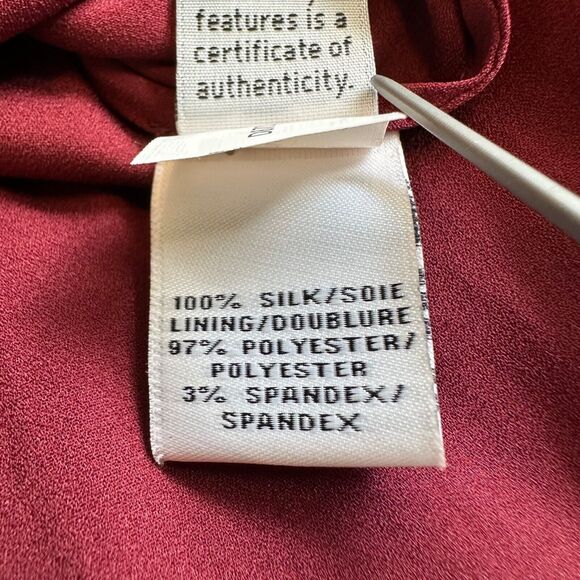 features is a
certificate of
authenticity.
100% SILK/SOIE
LINING/DOUBLURE
97% POLYESTER/
POLYESTER
3% SPANDEX/
SPANDEX